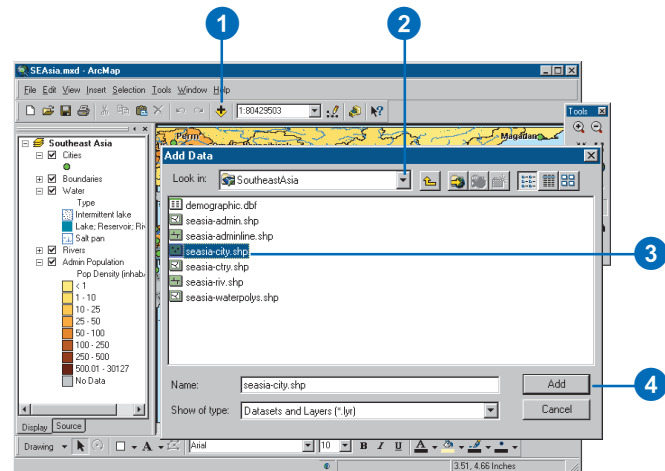 1
2
SEAsia.mxd - ArcMap
File Edit View Insert Selection Tools Window Help
1:80429503
Tools
Southeast Asia
Cities
Boundaries
Water
Type
Intermittent lake
Lake; Reservoir; Riv
Salt pan
Rivers
Admin Population
Pop Density (inhab
< 1
1 - 10
10 - 25
25 - 50
50 - 100
100 - 250
250 - 500
500.01 - 30127
No Data
Display Source
Perm
Magadan
Add Data
Look in: SoutheastAsia
demographic.dbf
seasia-admin.shp
seasia-adminline.shp
seasia-city.shp
seasia-ctry.shp
seasia-riv.shp
seasia-waterpolys.shp
3
Name: seasia-city.shp Add
4
Show of type: Datasets and Layers (*.lyr) Cancel
Drawing A Arial 10 B I U A
3.51, 4.66 Inches